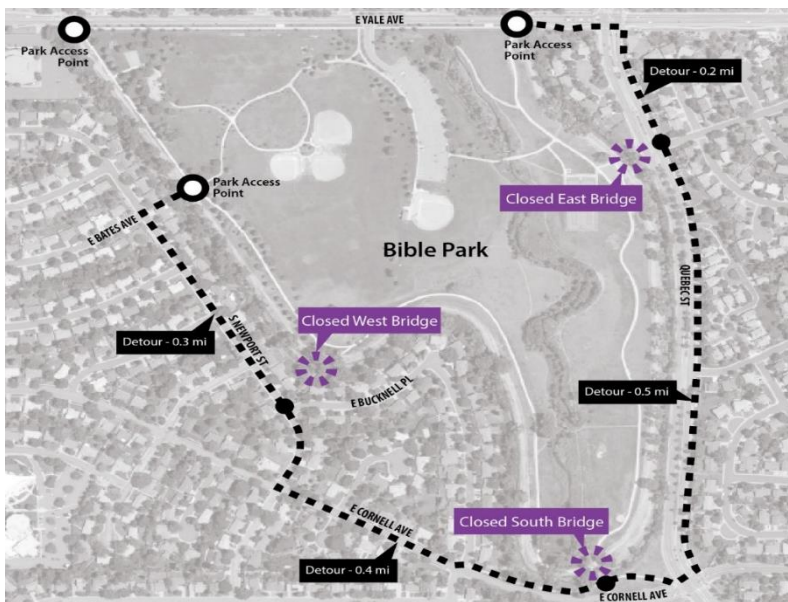 E YALE AVE
Park Access
Point
Park Access
Point
Detour - 0.2 mi
Closed East Bridge
Park Access
Point
E BATES AVE
Bible Park
QUEBEC ST
Closed West Bridge
Detour - 0.3 mi
S NEWPORT ST
E BUCKNELL PL
Detour - 0.5 mi
E CORNELL AVE
Closed South Bridge
Detour - 0.4 mi
E CORNELL AVE